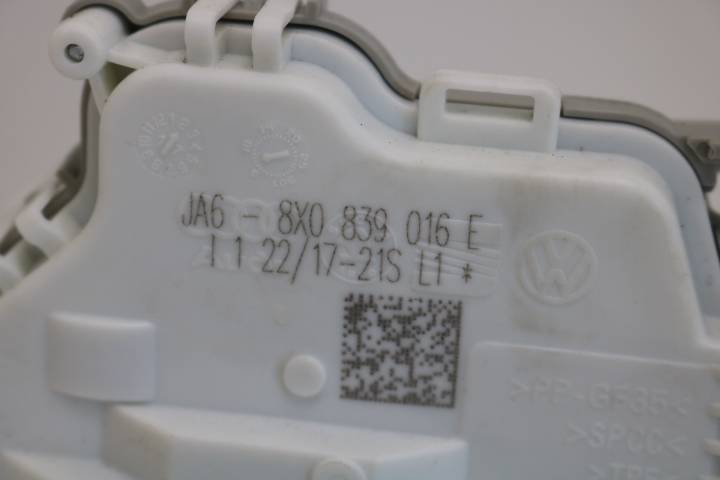 JA6 - 8X0 839 016 E
I 1 22/17-21S L1 *
>PP-GF35<
>SPCC<